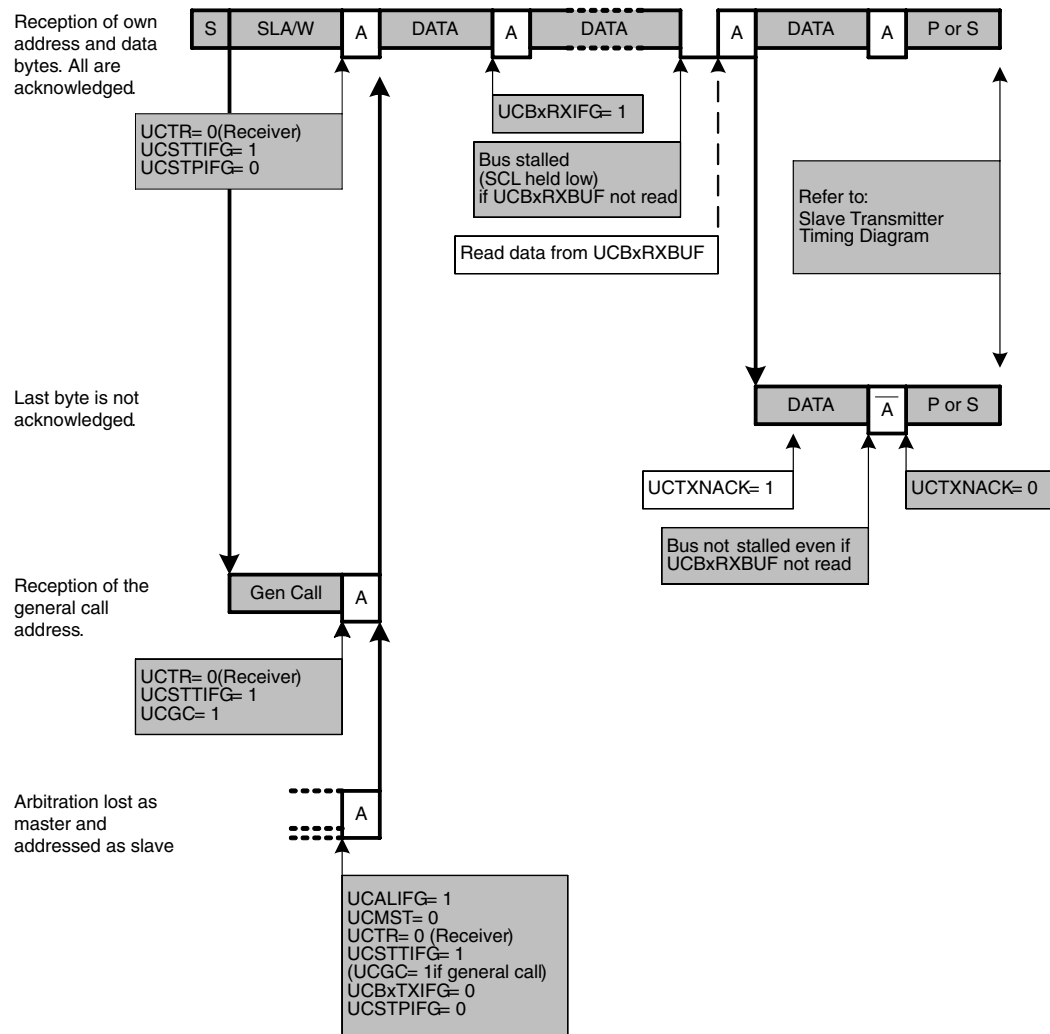 Reception of own
address and data
bytes. All are
acknowledged.
S SLA/W A DATA A DATA A DATA A P or S
UCTR= 0(Receiver)
UCSTTIFG= 1
UCSTPIFG= 0
UCBxRXIFG= 1
Bus stalled
(SCL held low)
if UCBxRXBUF not read
Read data from UCBxRXBUF
Refer to:
Slave Transmitter
Timing Diagram
Last byte is not
acknowledged.
DATA A P or S
UCTXNACK= 1
UCTXNACK= 0
Bus not stalled even if
UCBxRXBUF not read
Reception of the
general call
address.
Gen Call A
UCTR= 0(Receiver)
UCSTTIFG= 1
UCGC= 1
Arbitration lost as
master and
addressed as slave
A
UCALIFG= 1
UCMST= 0
UCTR= 0 (Receiver)
UCSTTIFG= 1
(UCGC= 1if general call)
UCBxTXIFG= 0
UCSTPIFG= 0